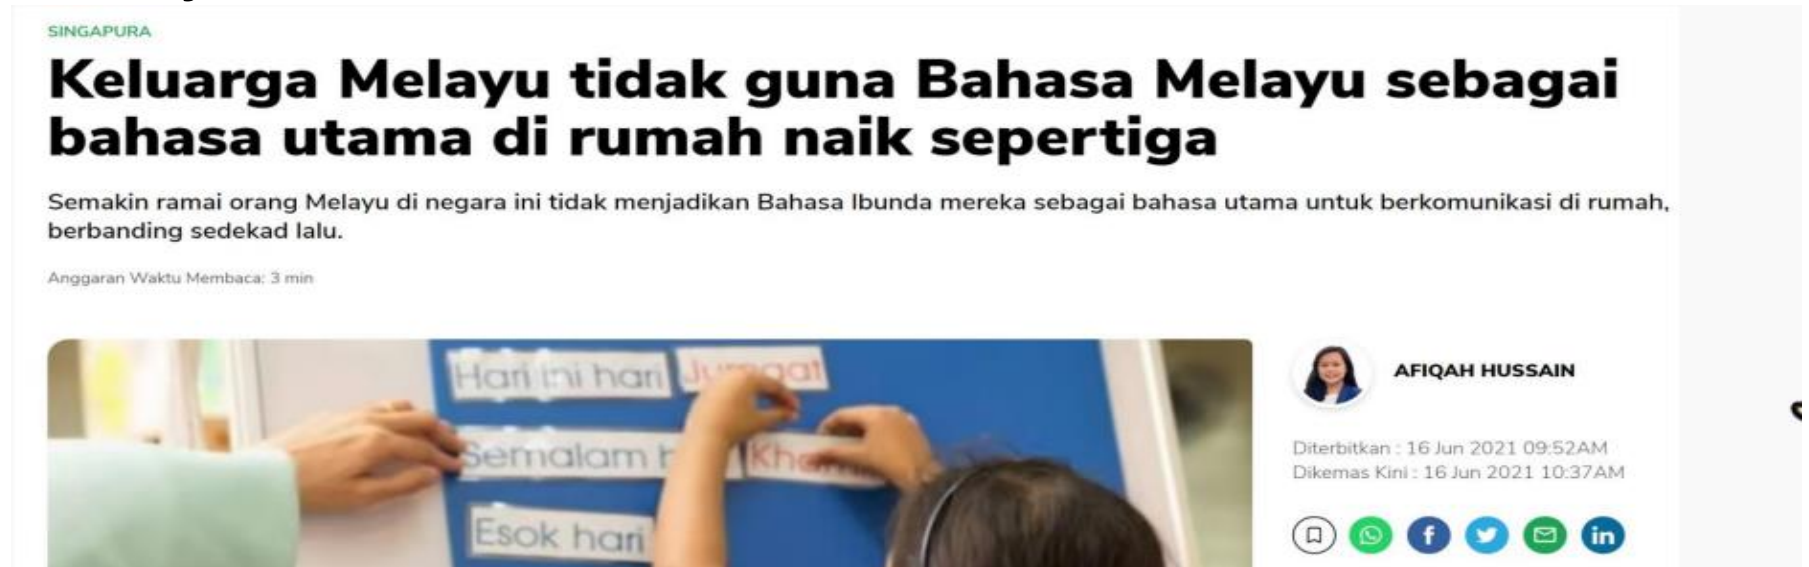 SINGAPURA
Keluarga Melayu tidak guna Bahasa Melayu sebagai
bahasa utama di rumah naik sepertiga
Semakin ramai orang Melayu di negara ini tidak menjadikan Bahasa Ibunda mereka sebagai bahasa utama untuk berkomunikasi di rumah,
berbanding sedekad lalu.
Anggaran Waktu Membaca: 3 min
Hari ini hari
Semalam
Esok hari
AFIQAH HUSSAIN
Diterbitkan : 16 Jun 2021 09:52AM
Dikemas Kini : 16 Jun 2021 10:37AM
f
in